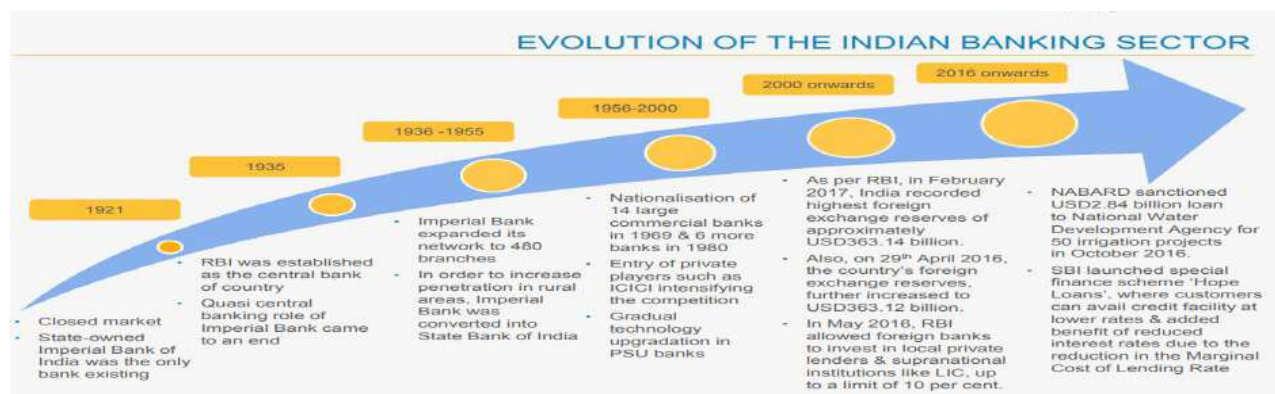 EVOLUTION OF THE INDIAN BANKING SECTOR
1921
- Closed market
- State-owned
Imperial Bank of
India was the only
bank existing
1935
- RBI was established
as the central bank
of country
- Quasi central
banking role of
Imperial Bank came
to an end
1936 -1955
- Imperial Bank
expanded its
network to 480
branches
- In order to increase
penetration in rural
areas, Imperial
Bank was
converted into
State Bank of India
1956-2000
- Nationalisation of
14 large
commercial banks
in 1969 & 6 more
banks in 1980
- Entry of private
players such as
ICICI intensifying
the competition
- Gradual
technology
upgradation in
PSU banks
2000 onwards
- As per RBI, in February
2017, India recorded
highest foreign
exchange reserves of
approximately
USD363.14 billion.
- Also, on 29th April 2016,
the country's foreign
exchange reserves,
further increased to
USD363.12 billion.
- In May 2016, RBI
allowed foreign banks
to invest in local private
lenders & supranational
institutions like LIC, up
to a limit of 10 per cent.
2016 onwards
- NABARD sanctioned
USD2.84 billion loan
to National Water
Development Agency for
50 irrigation projects
in October 2016.
- SBI launched special
finance scheme 'Hope
Loans', where customers
can avail credit facility at
lower rates & added
benefit of reduced
interest rates due to the
reduction in the Marginal
Cost of Lending Rate